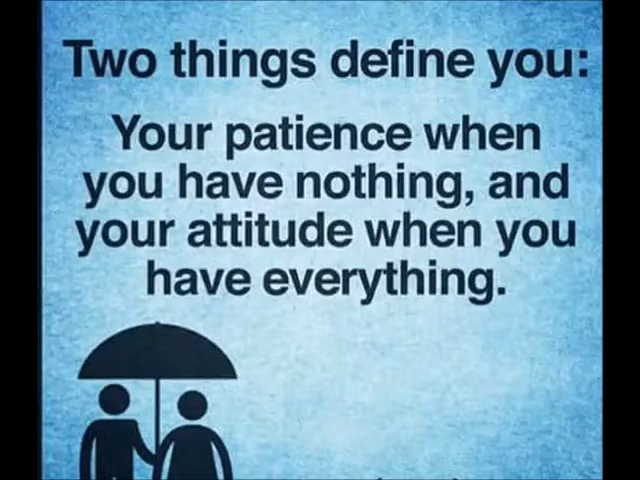 Two things define you:
Your patience when
you have nothing, and
your attitude when you
have everything.